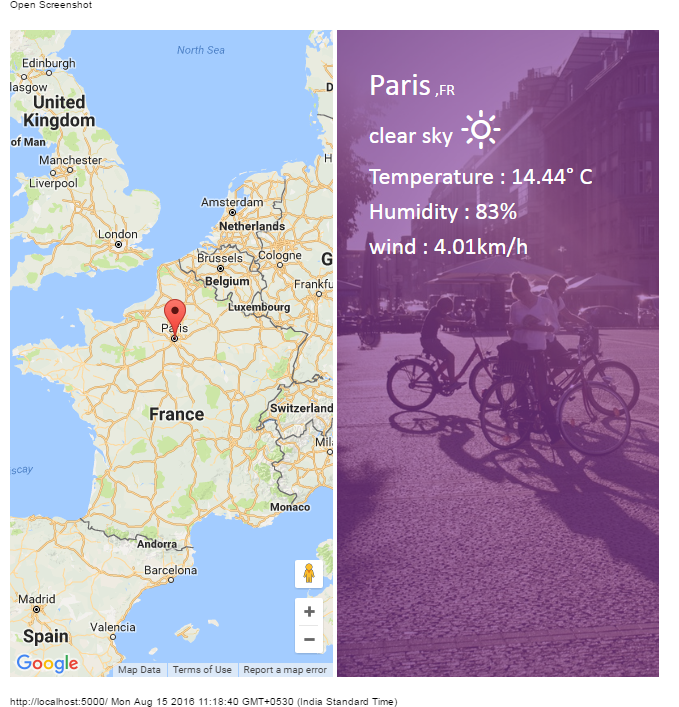 Open Screenshot
North Sea
Edinburgh
lasgow
United
Kingdom
of Man
Manchester
Liverpool
London
Amsterdam
Netherlands
Brussels
Cologne
G
Belgium
Frankfu
Luxembourg
Paris
France
Switzerland
Mil
scay
Monaco
Andorra
Barcelona
Madrid
Valencia
Spain
Google
Map Data
Terms of Use
Report a map error
D
H
+
−
Paris ,FR
clear sky
Temperature : 14.44° C
Humidity : 83%
wind : 4.01km/h
http://localhost:5000/ Mon Aug 15 2016 11:18:40 GMT+0530 (India Standard Time)